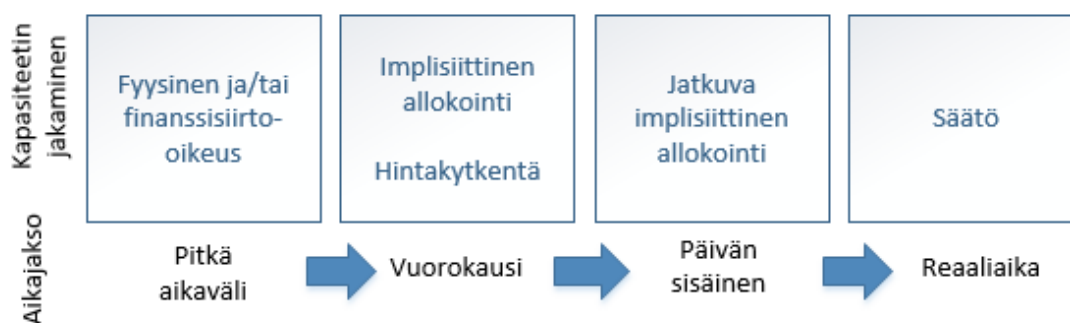 Kapasiteetin
jakaminen
Fyysinen ja/tai
finanssisiirto-
oikeus
Implisiittinen
allokointi
Hintakytkentä
Jatkuva
implisiittinen
allokointi
Säätö
Aikajakso
Pitkä
aikaväli
Vuorokausi
Päivän
sisäinen
Reaaliaika